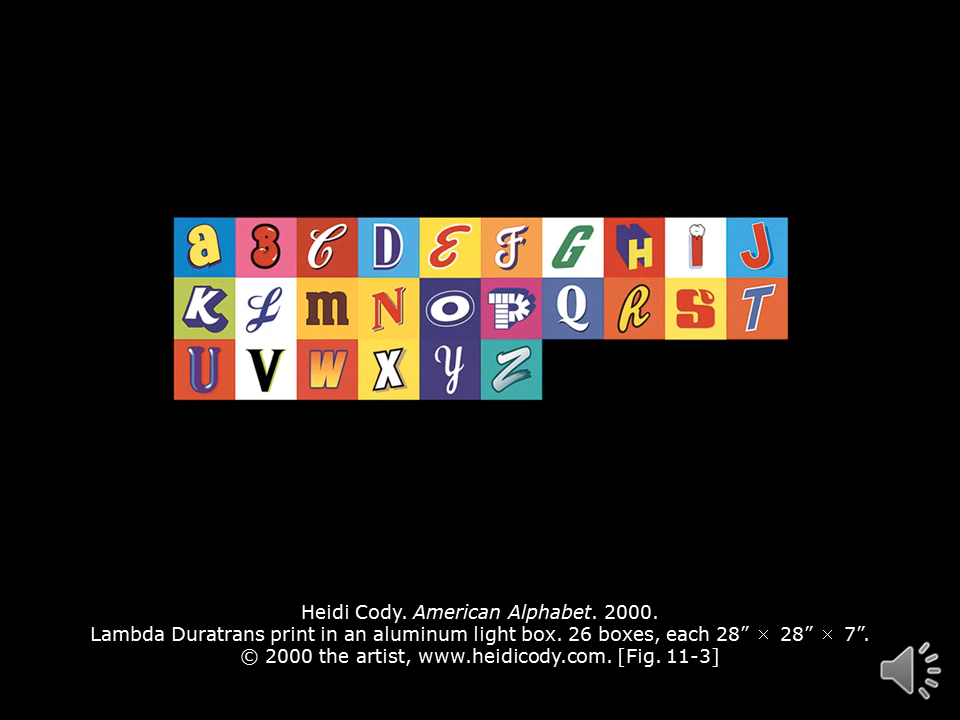 a B C D E F G H I J
K L M N O P Q R S T
U V W X Y Z
Heidi Cody. American Alphabet. 2000.
Lambda Duratrans print in an aluminum light box. 26 boxes, each 28” × 28” × 7”.
© 2000 the artist, www.heidicody.com. [Fig. 11-3]